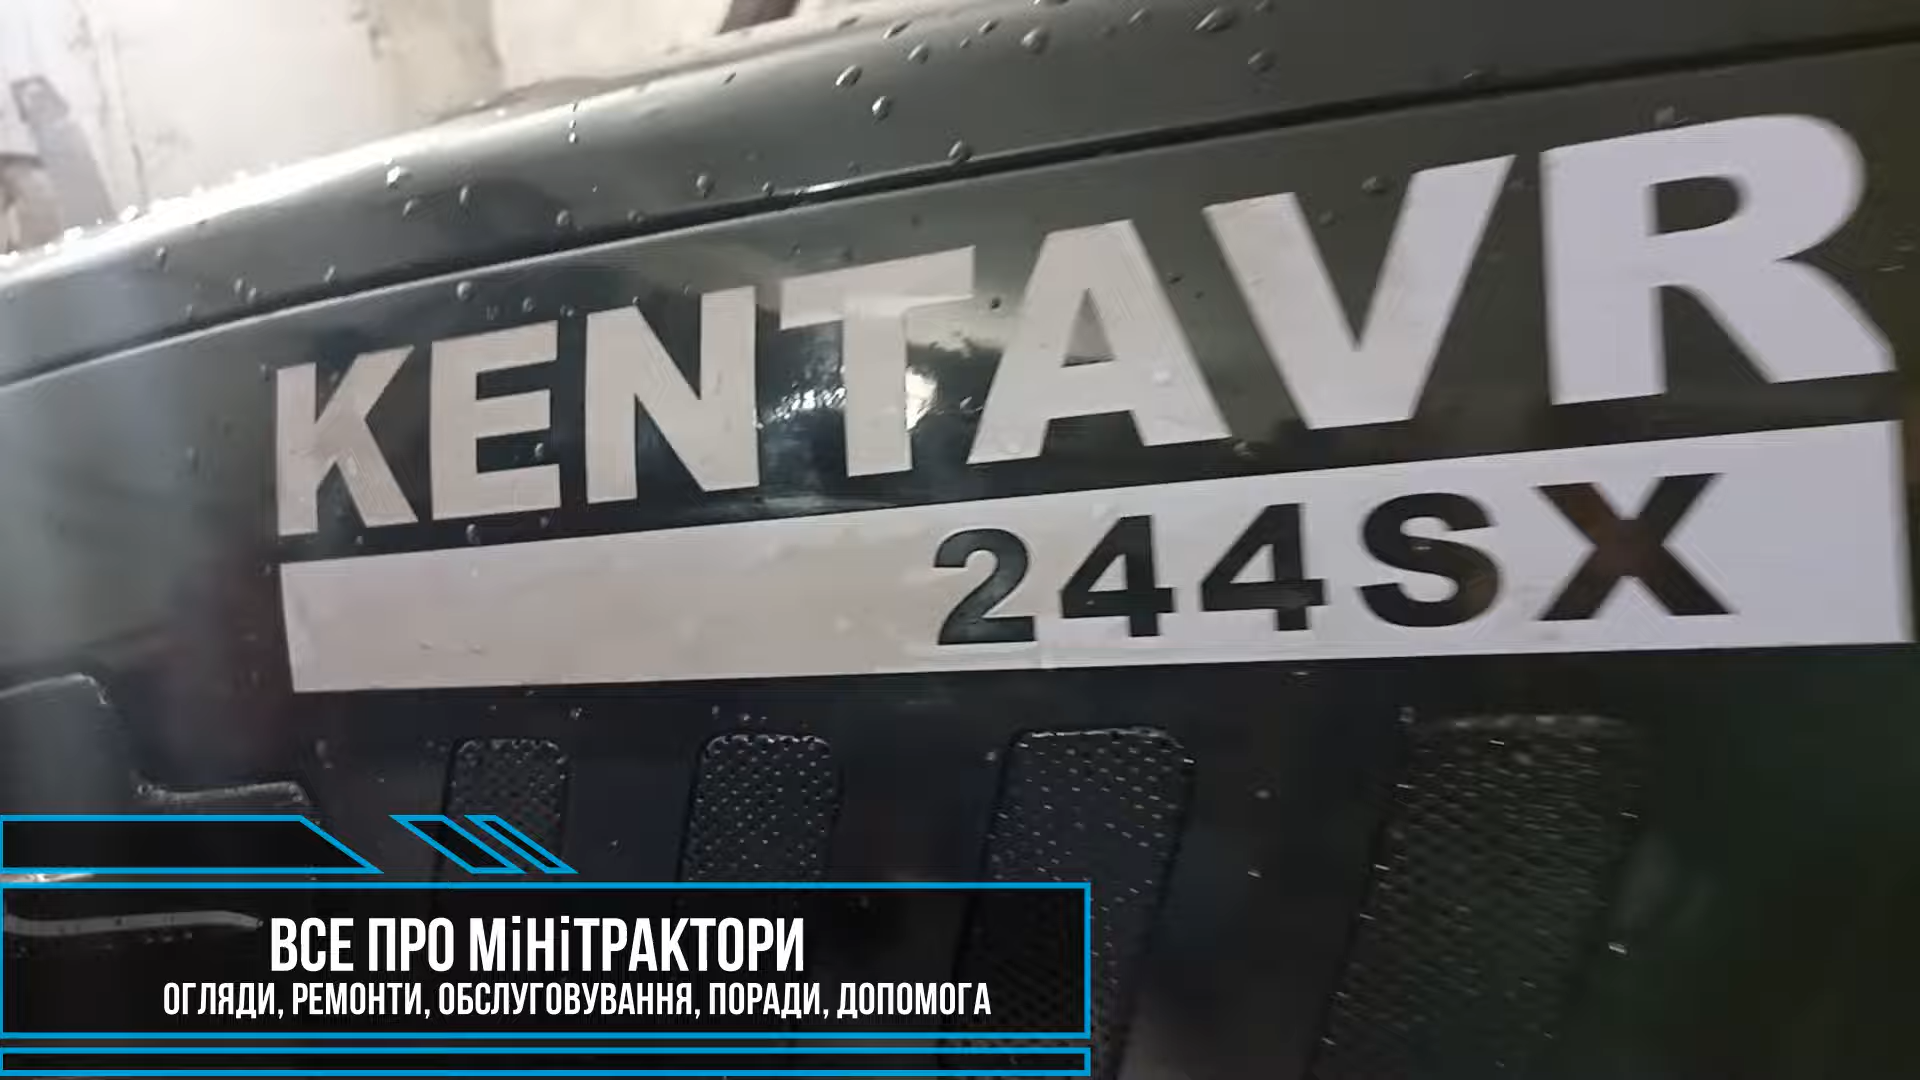 KENTAVR
244SX
ВСЕ ПРО МіНіТРАКТОРИ
ОГЛЯДИ, РЕМОНТИ, ОБСЛУГОВУВАННЯ, ПОРАДИ, ДОПОМОГА